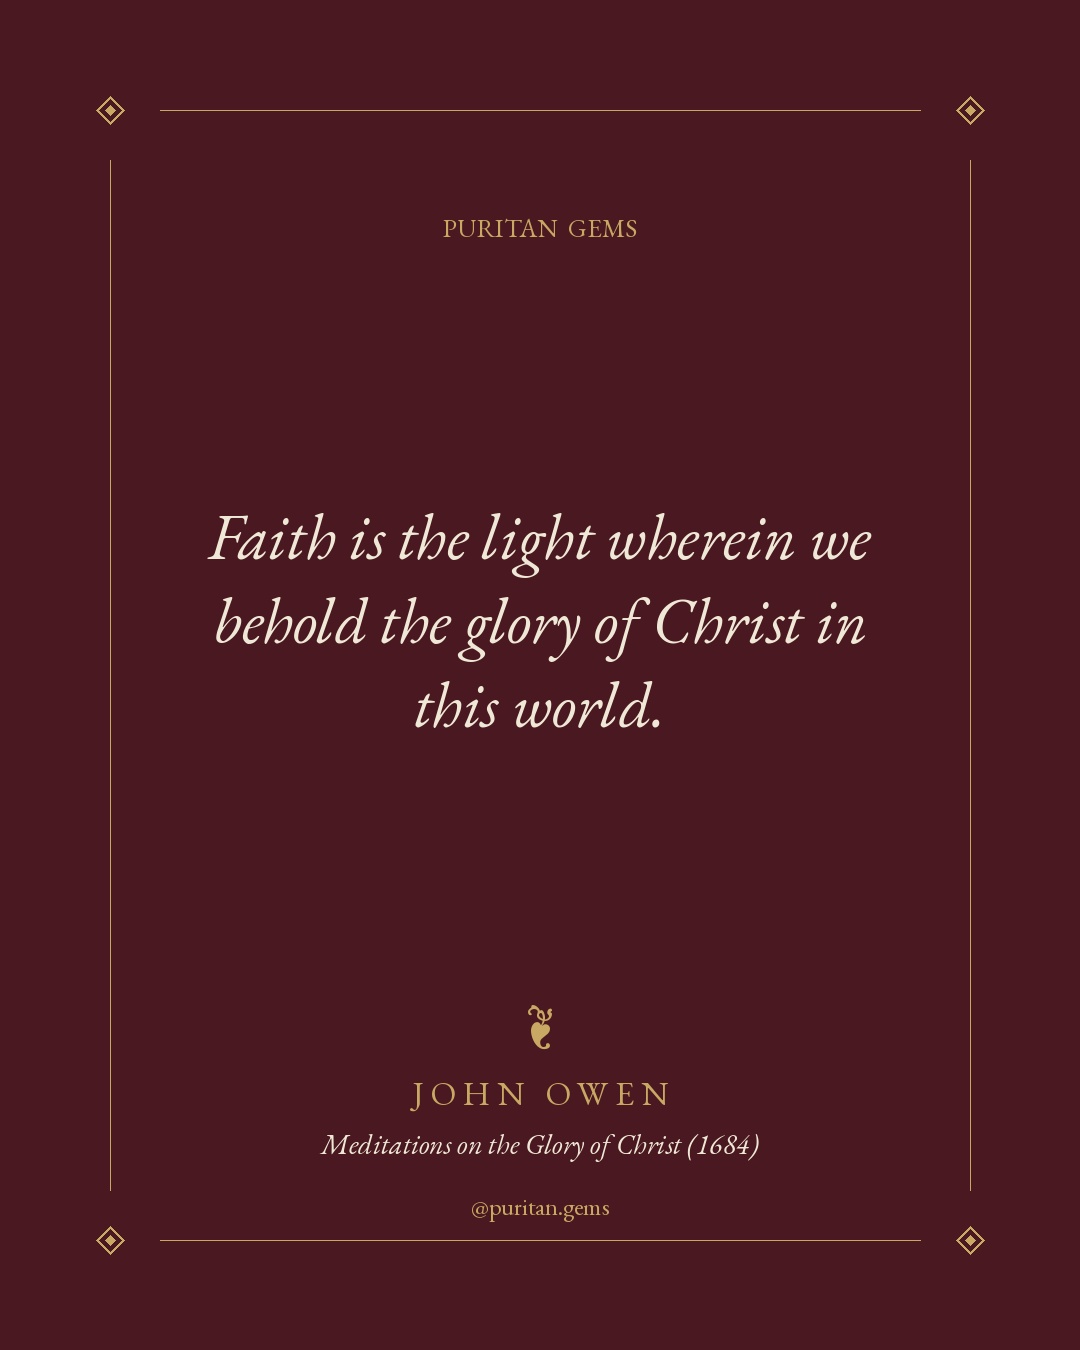 PURITAN GEMS
Faith is the light wherein we
behold the glory of Christ in
this world.
JOHN OWEN
Meditations on the Glory of Christ (1684)
@puritan.gems